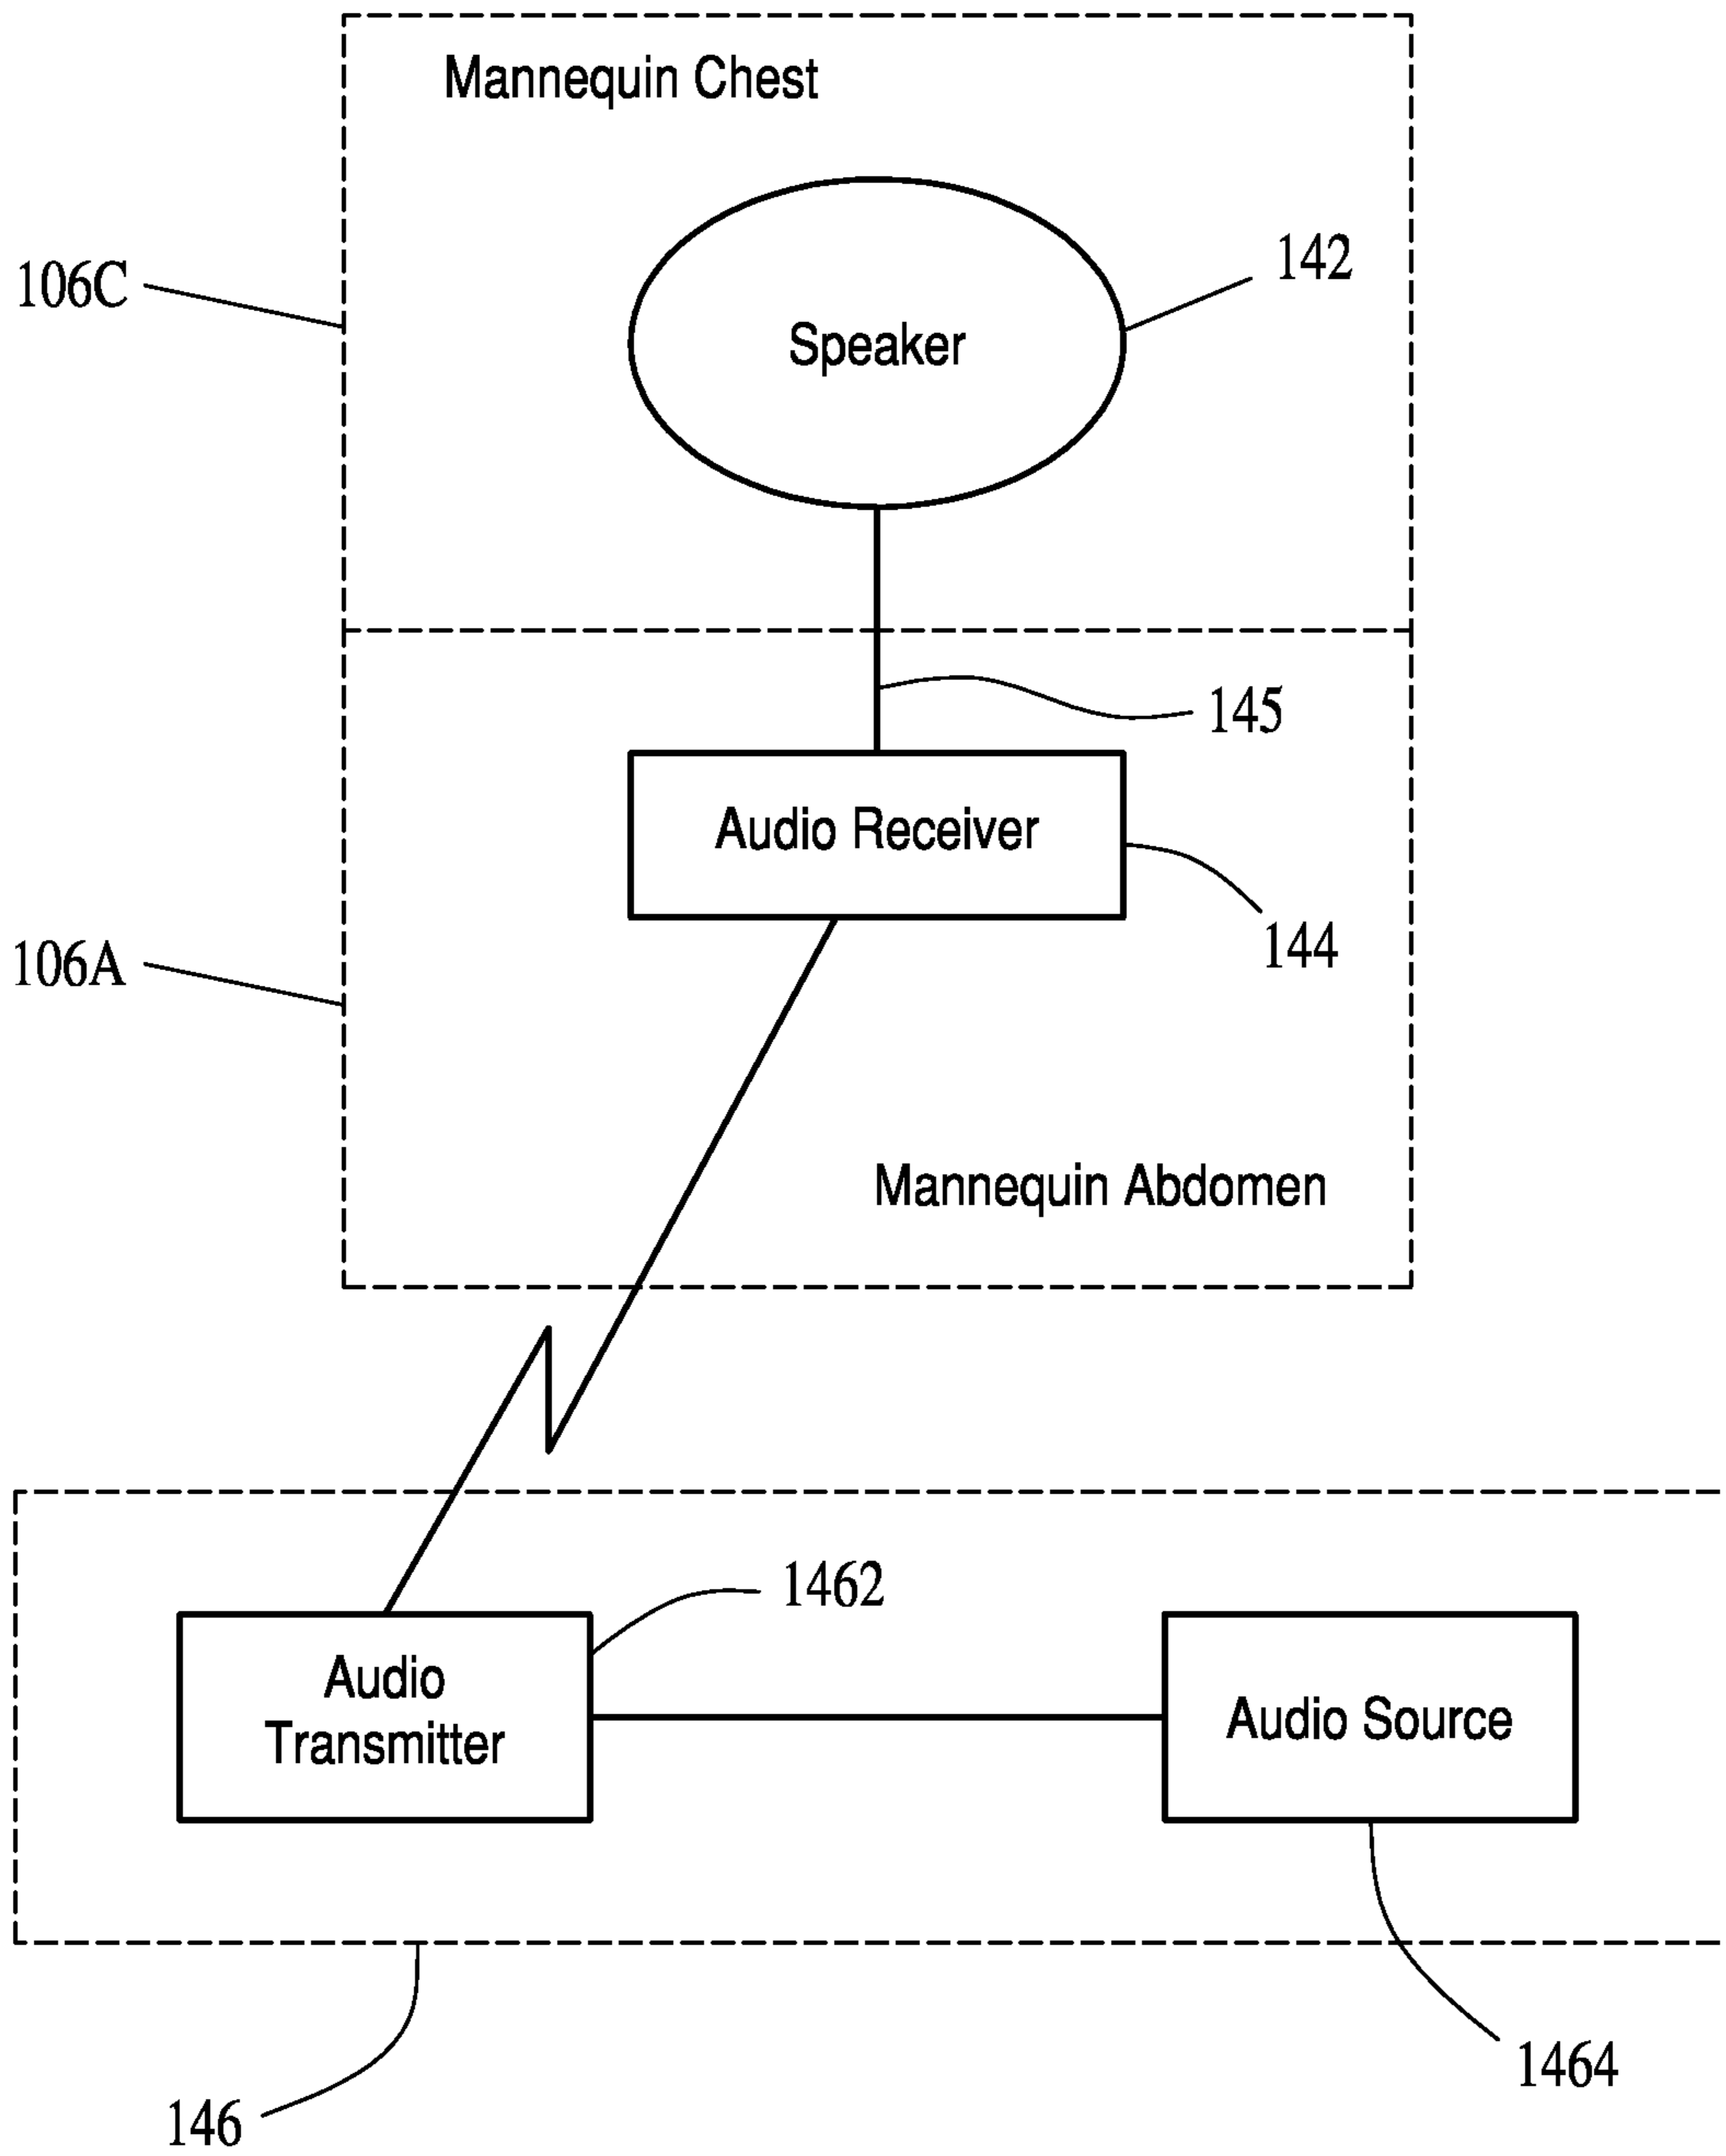 Mannequin Chest
142
106C
Speaker
145
Audio Receiver
144
106A
Mannequin Abdomen
1462
Audio
Transmitter
Audio Source
1464
146